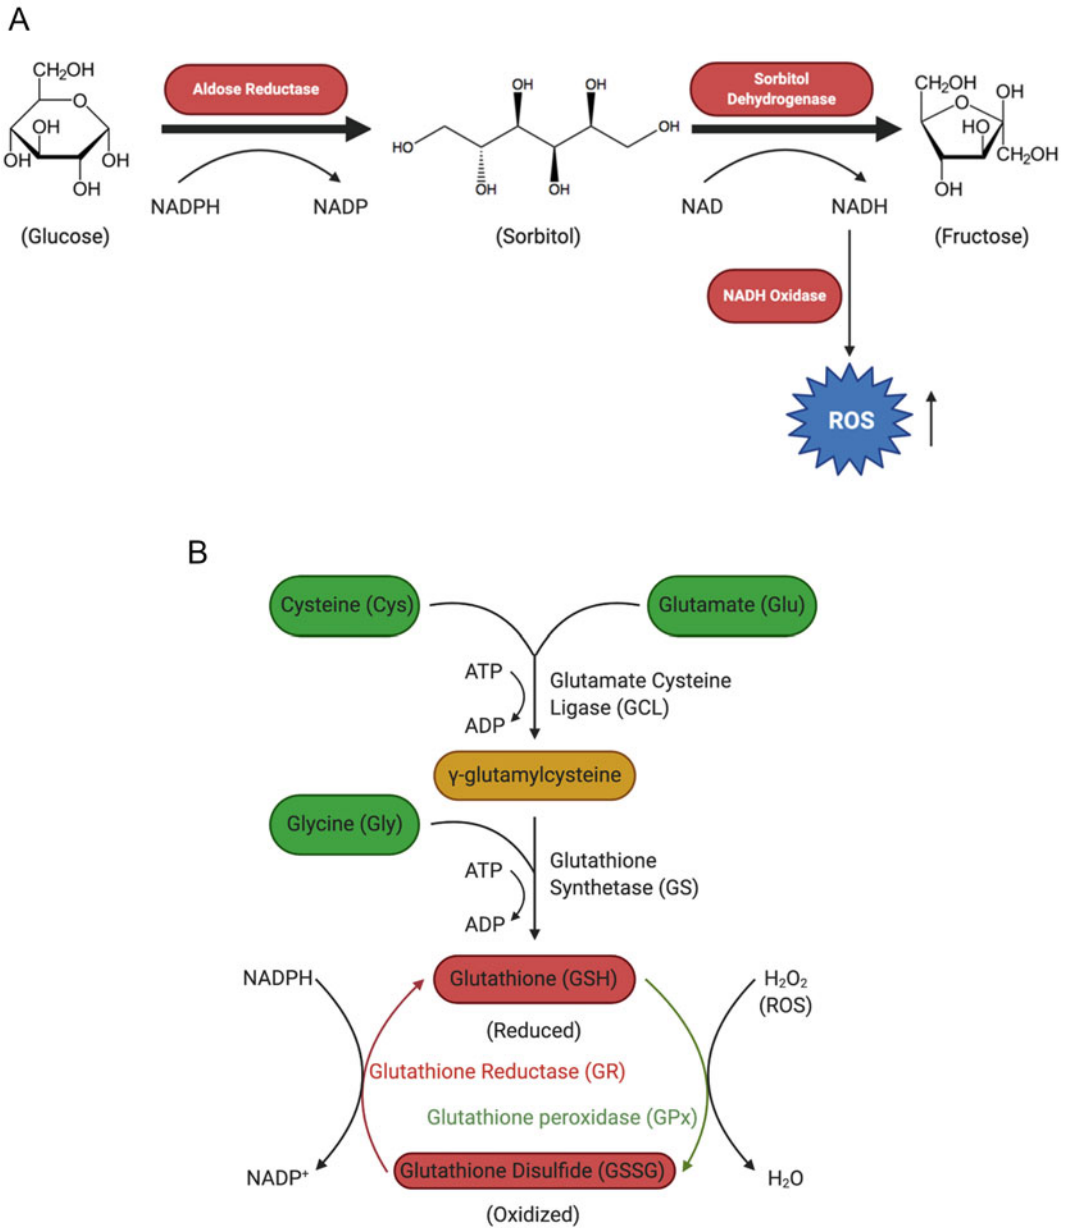 A
CH₂OH
O
OH
OH
OH
OH
(Glucose)
Aldose Reductase
NADPH
NADP
OH
OH
HO
OH
OH
OH
(Sorbitol)
Sorbitol
Dehydrogenase
NAD
NADH
CH₂OH
OH
O
HO
CH₂OH
OH
(Fructose)
NADH Oxidase
ROS
B
Cysteine (Cys)
Glutamate (Glu)
ATP
Glutamate Cysteine
Ligase (GCL)
ADP
γ-glutamylcysteine
Glycine (Gly)
ATP
Glutathione
Synthetase (GS)
ADP
NADPH
Glutathione (GSH)
H₂O₂
(ROS)
(Reduced)
Glutathione Reductase (GR)
Glutathione peroxidase (GPx)
NADP⁺
Glutathione Disulfide (GSSG)
H₂O
(Oxidized)